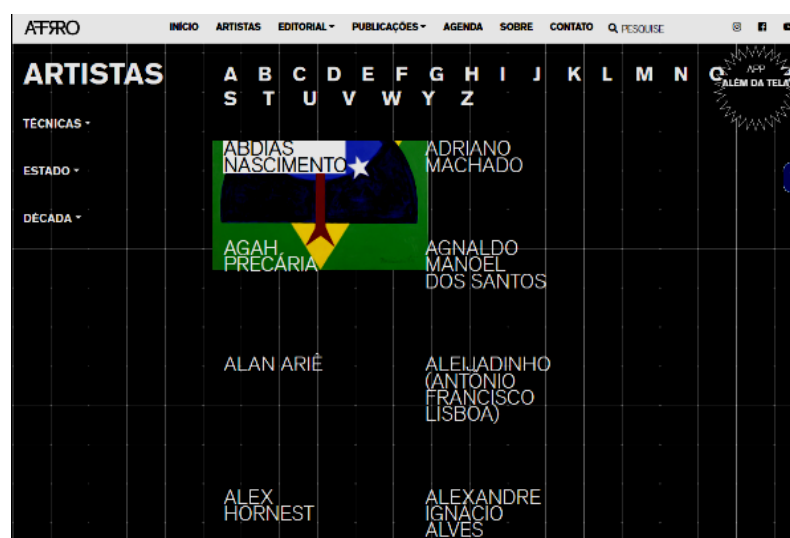 AFRRO
INÍCIO ARTISTAS EDITORIAL PUBLICAÇÕES AGENDA SOBRE CONTATO PESQUISE
ARTISTAS
TÉCNICAS
ESTADO
DÉCADA
A B C D E F G H I J K L M N
S T U V W Y Z
APP
ALÉM DA TELA
ABDIAS
NASCIMENTO
ADRIANO
MACHADO
AGAH
PRECÁRIA
AGNALDO
MANOEL
DOS SANTOS
ALAN ARIÊ
ALEIJADINHO
(ANTÔNIO
FRANCISCO
LISBOA)
ALEX
HORNEST
ALEXANDRE
IGNÁCIO
ALVES